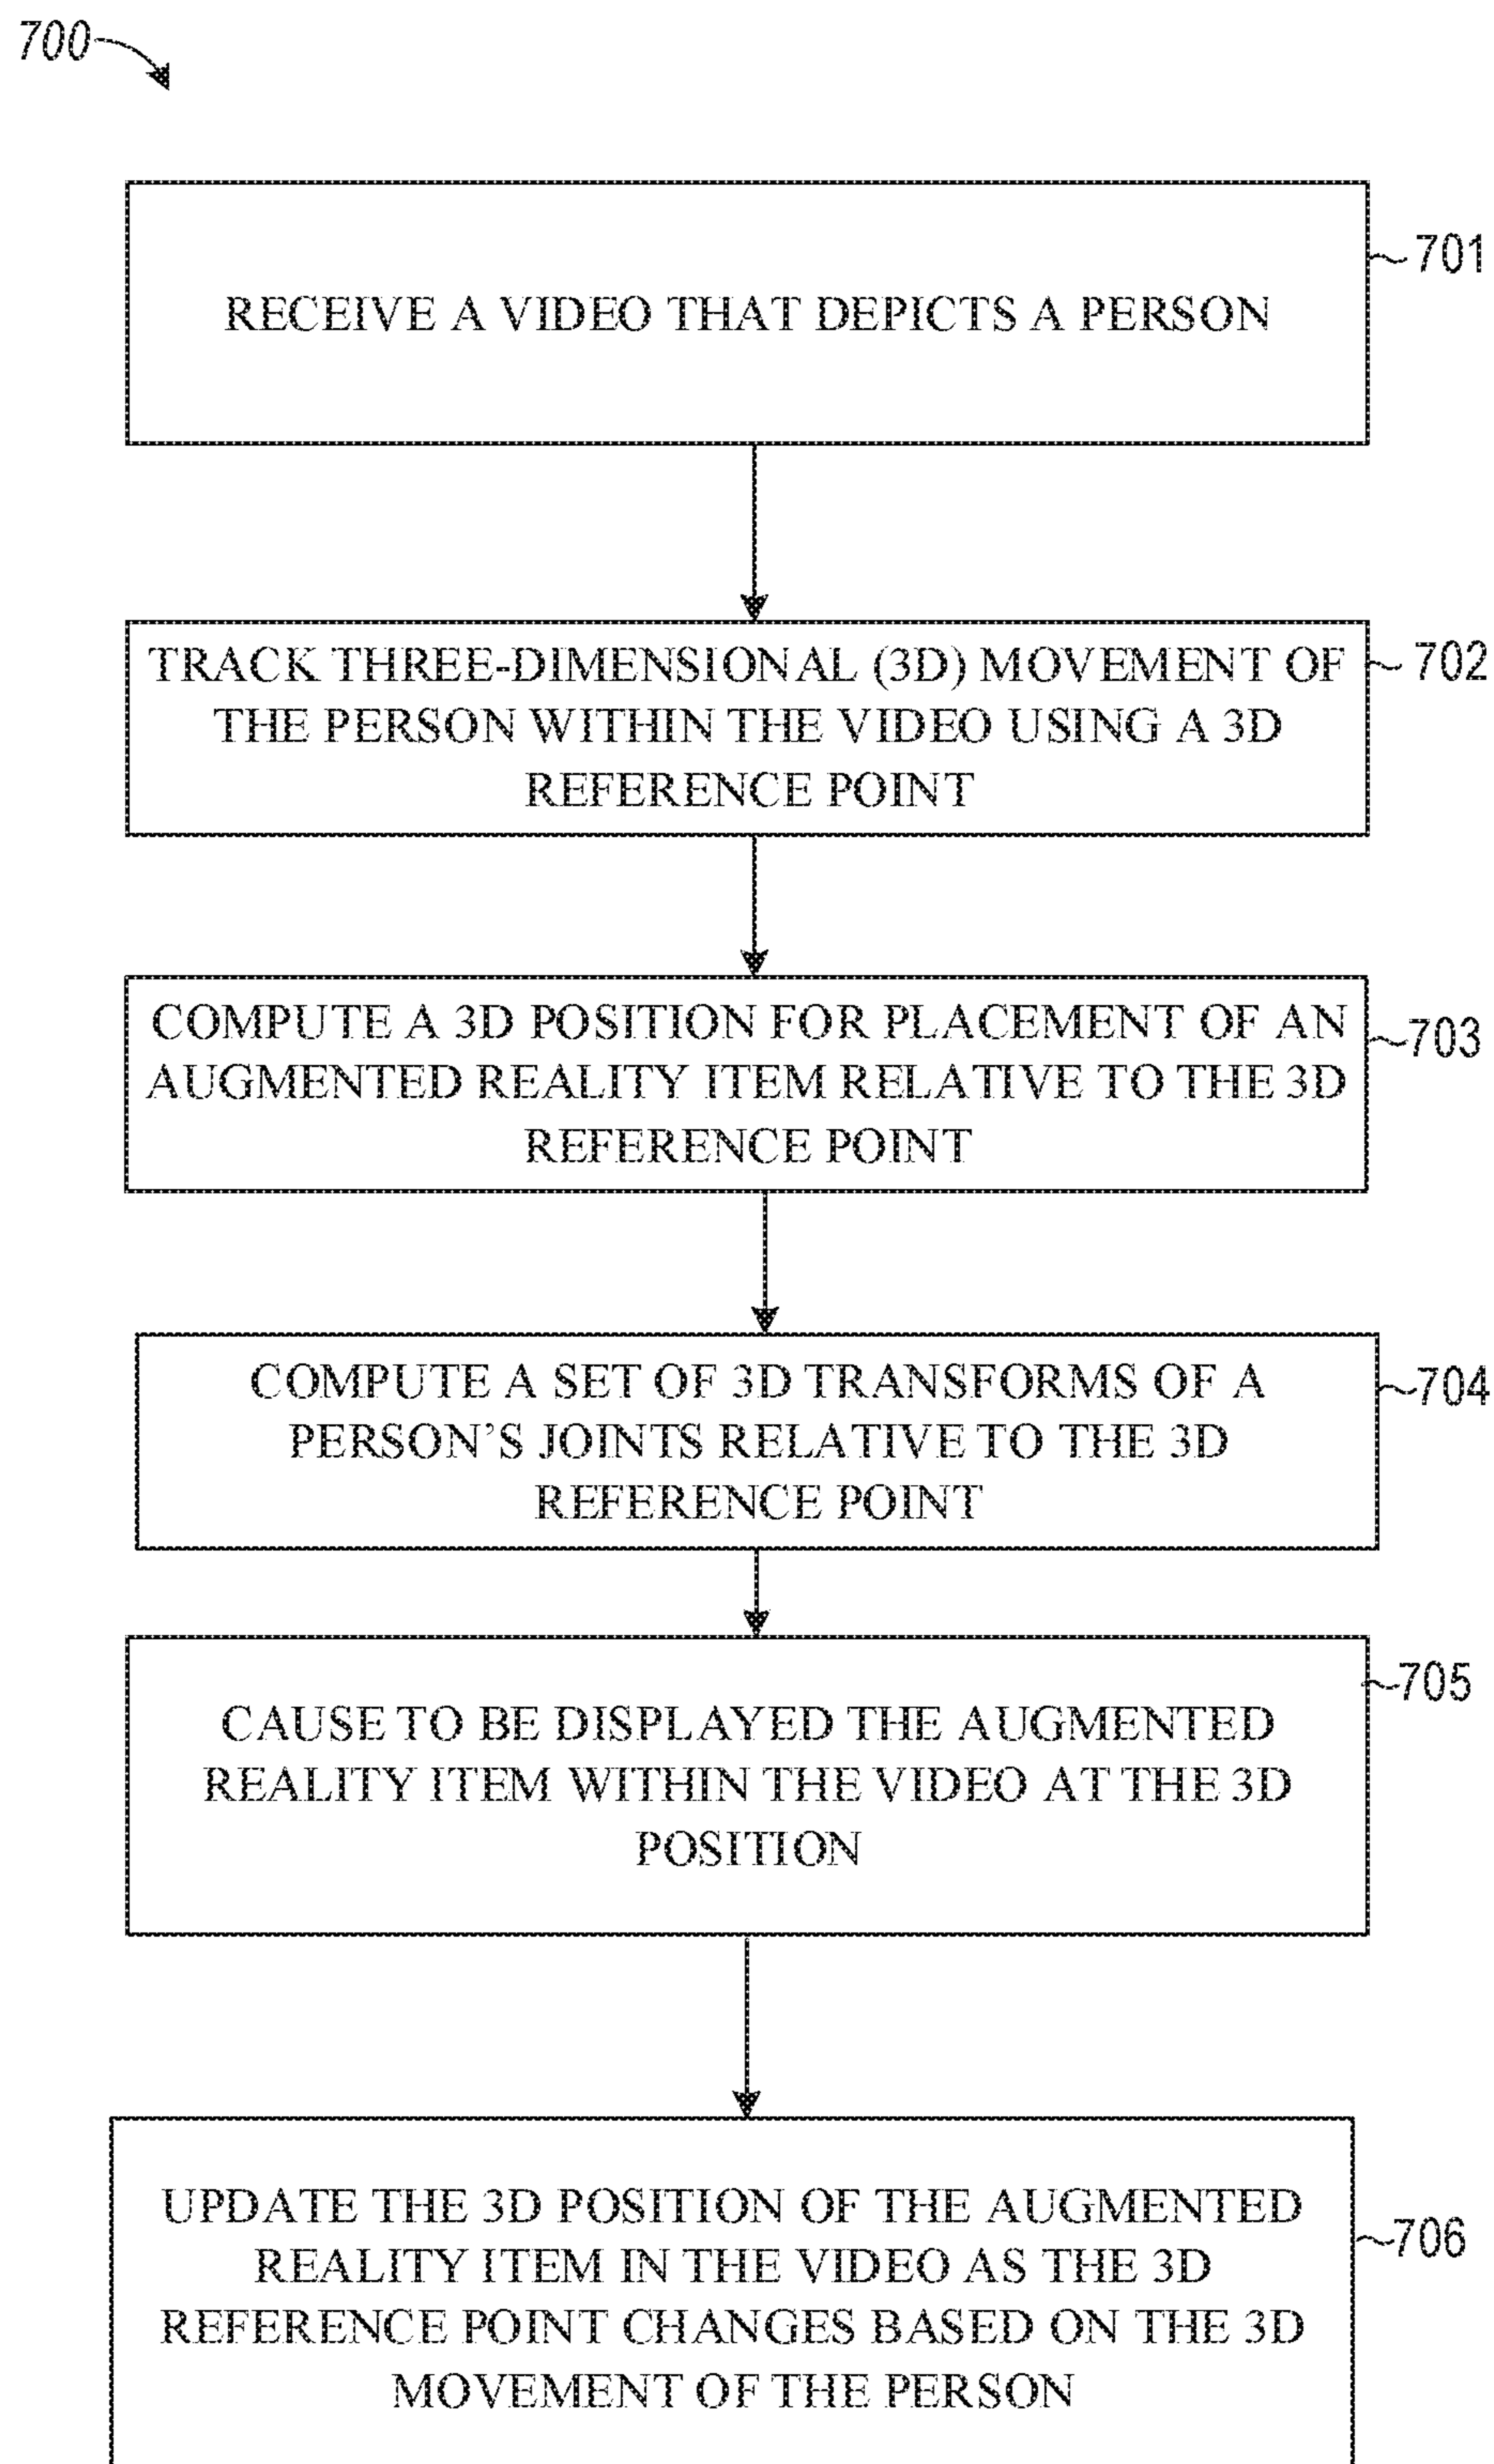 700
RECEIVE A VIDEO THAT DEPICTS A PERSON
701
TRACK THREE-DIMENSIONAL (3D) MOVEMENT OF
THE PERSON WITHIN THE VIDEO USING A 3D
REFERENCE POINT
702
COMPUTE A 3D POSITION FOR PLACEMENT OF AN
AUGMENTED REALITY ITEM RELATIVE TO THE 3D
REFERENCE POINT
703
COMPUTE A SET OF 3D TRANSFORMS OF A
PERSON’S JOINTS RELATIVE TO THE 3D
REFERENCE POINT
704
CAUSE TO BE DISPLAYED THE AUGMENTED
REALITY ITEM WITHIN THE VIDEO AT THE 3D
POSITION
705
UPDATE THE 3D POSITION OF THE AUGMENTED
REALITY ITEM IN THE VIDEO AS THE 3D
REFERENCE POINT CHANGES BASED ON THE 3D
MOVEMENT OF THE PERSON
706